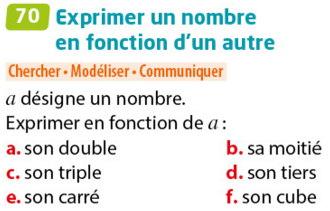 70 Exprimer un nombre
en fonction d'un autre
Chercher • Modéliser • Communiquer
a désigne un nombre.
Exprimer en fonction de a :
a. son double b. sa moitié
c. son triple d. son tiers
e. son carré f. son cube